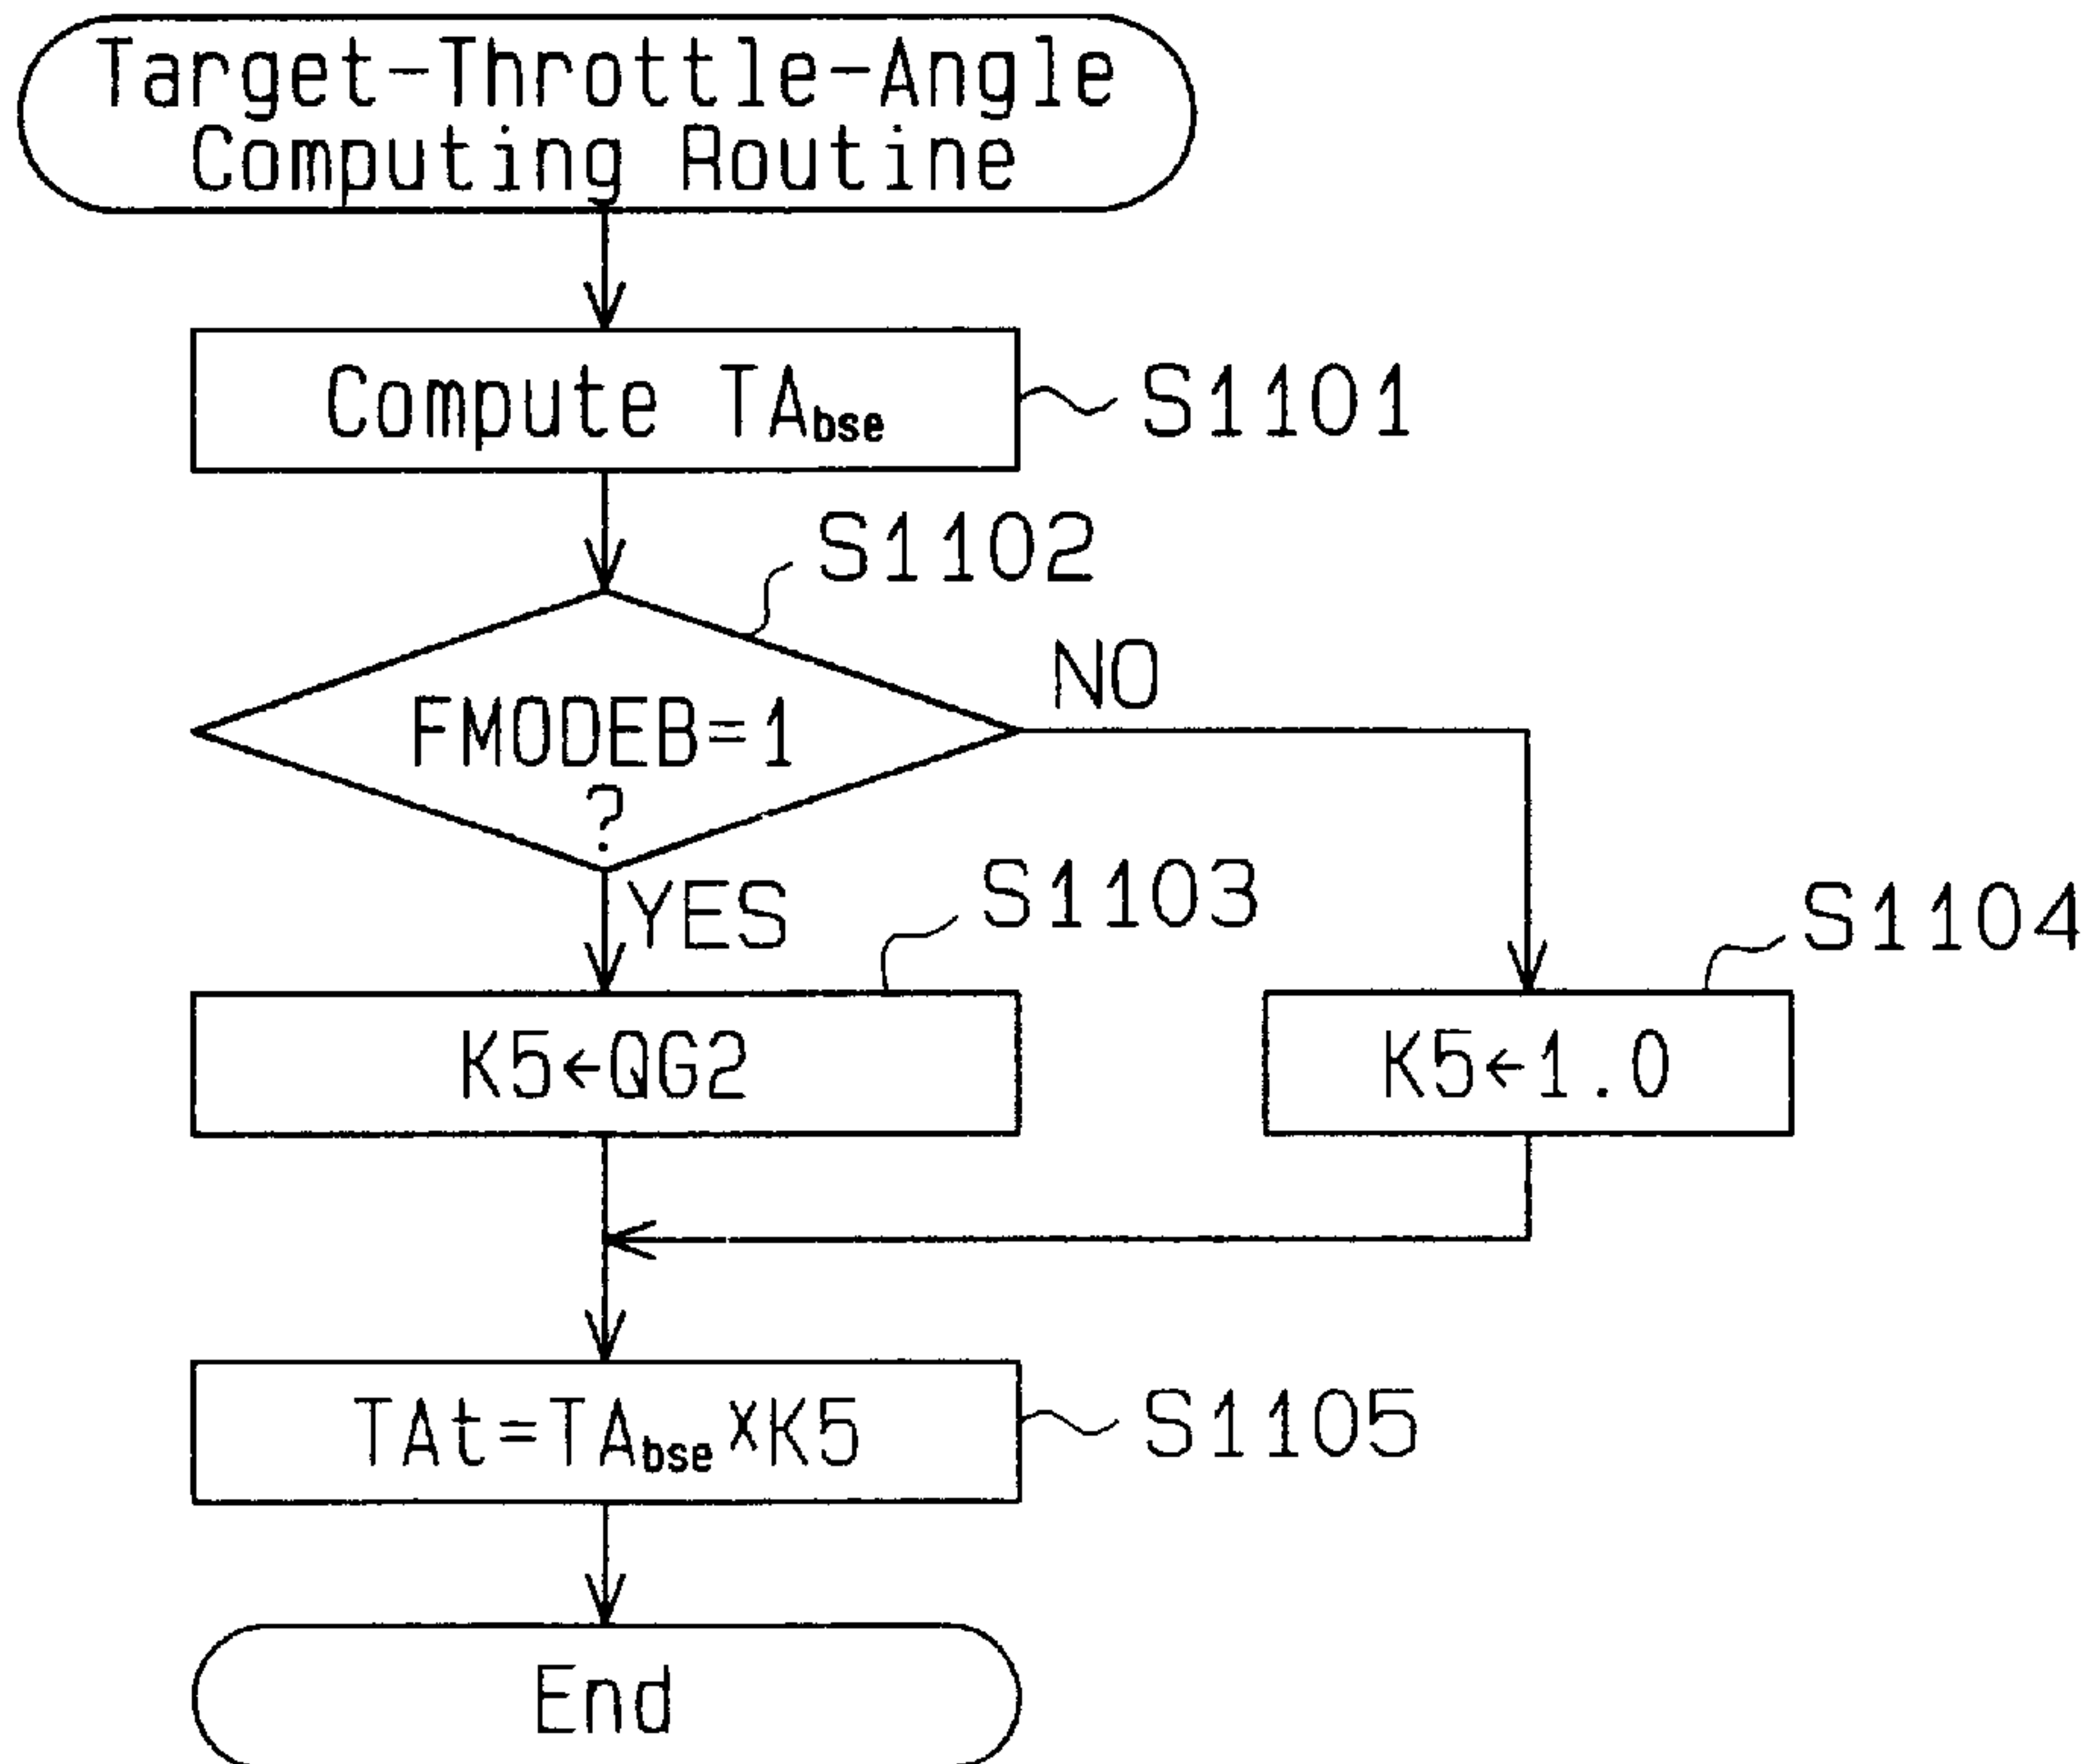 Target-Throttle-Angle
Computing Routine
Compute TAbse
S1101
S1102
FMODEB=1
?
NO
YES
S1103
S1104
K5←QG2
K5←1.0
TAt=TAbse×K5
S1105
End